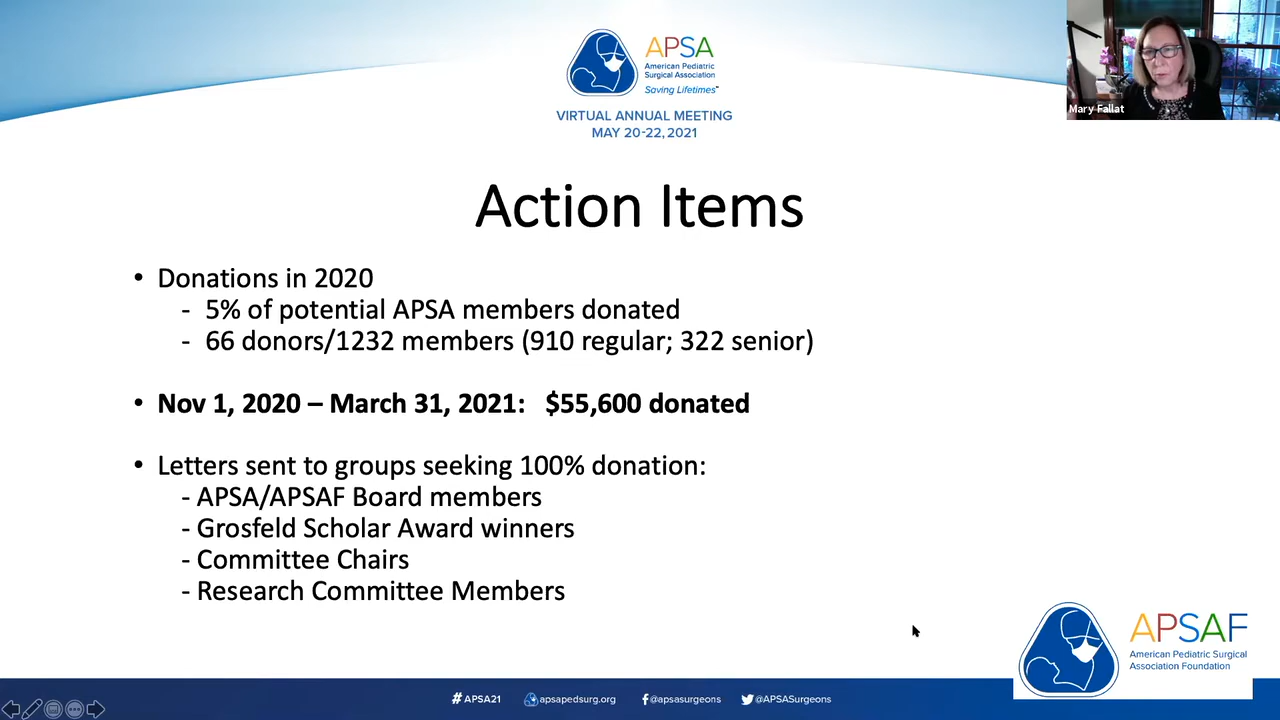 APSA
American Pediatric
Surgical Association
Saving Lifetimes™
VIRTUAL ANNUAL MEETING
MAY 20-22, 2021
Mary Fallat
Action Items
• Donations in 2020
- 5% of potential APSA members donated
- 66 donors/1232 members (910 regular; 322 senior)
• Nov 1, 2020 – March 31, 2021: $55,600 donated
• Letters sent to groups seeking 100% donation:
- APSA/APSAF Board members
- Grosfeld Scholar Award winners
- Committee Chairs
- Research Committee Members
APSAF
American Pediatric Surgical
Association Foundation
#APSA21
apsapedsurg.org
@apsasurgeons
@APSASurgeons